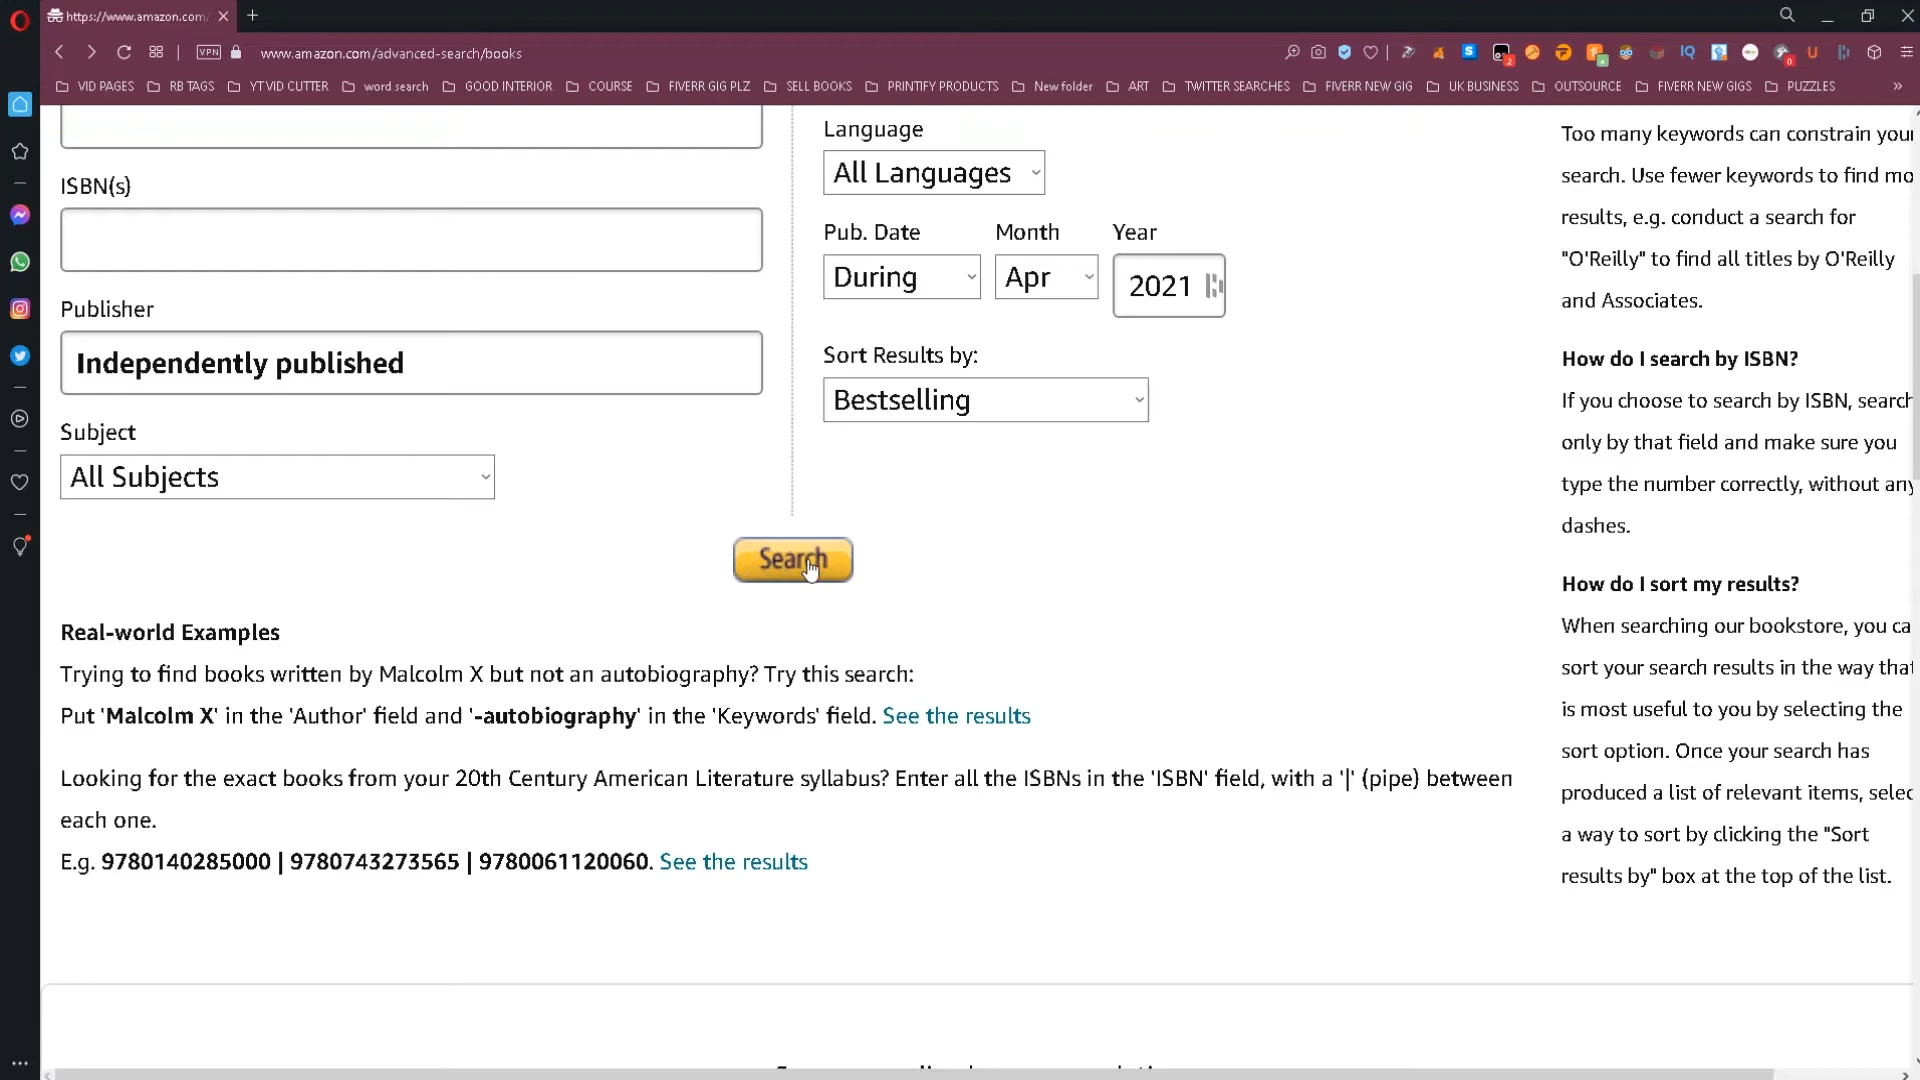 https://www.amazon.com/
VPN
www.amazon.com/advanced-search/books
VID PAGES
RB TAGS
YT VID CUTTER
word search
GOOD INTERIOR
COURSE
FIVERR GIG PLZ
SELL BOOKS
PRINTIFY PRODUCTS
New folder
ART
TWITTER SEARCHES
FIVERR NEW GIG
UK BUSINESS
OUTSOURCE
FIVERR NEW GIGS
PUZZLES
ISBN(s)
Publisher
Independently published
Subject
All Subjects
Language
All Languages
Pub. Date Month Year
During Apr 2021
Sort Results by:
Bestselling
Search
Real-world Examples
Trying to find books written by Malcolm X but not an autobiography? Try this search:
Put 'Malcolm X' in the 'Author' field and '-autobiography' in the 'Keywords' field. See the results
Looking for the exact books from your 20th Century American Literature syllabus? Enter all the ISBNs in the 'ISBN' field, with a '|' (pipe) between
each one.
E.g. 9780140285000 | 9780743273565 | 9780061120060. See the results
Too many keywords can constrain your
search. Use fewer keywords to find mo
results, e.g. conduct a search for
"O'Reilly" to find all titles by O'Reilly
and Associates.
How do I search by ISBN?
If you choose to search by ISBN, search
only by that field and make sure you
type the number correctly, without any
dashes.
How do I sort my results?
When searching our bookstore, you ca
sort your search results in the way that
is most useful to you by selecting the
sort option. Once your search has
produced a list of relevant items, selec
a way to sort by clicking the "Sort
results by" box at the top of the list.